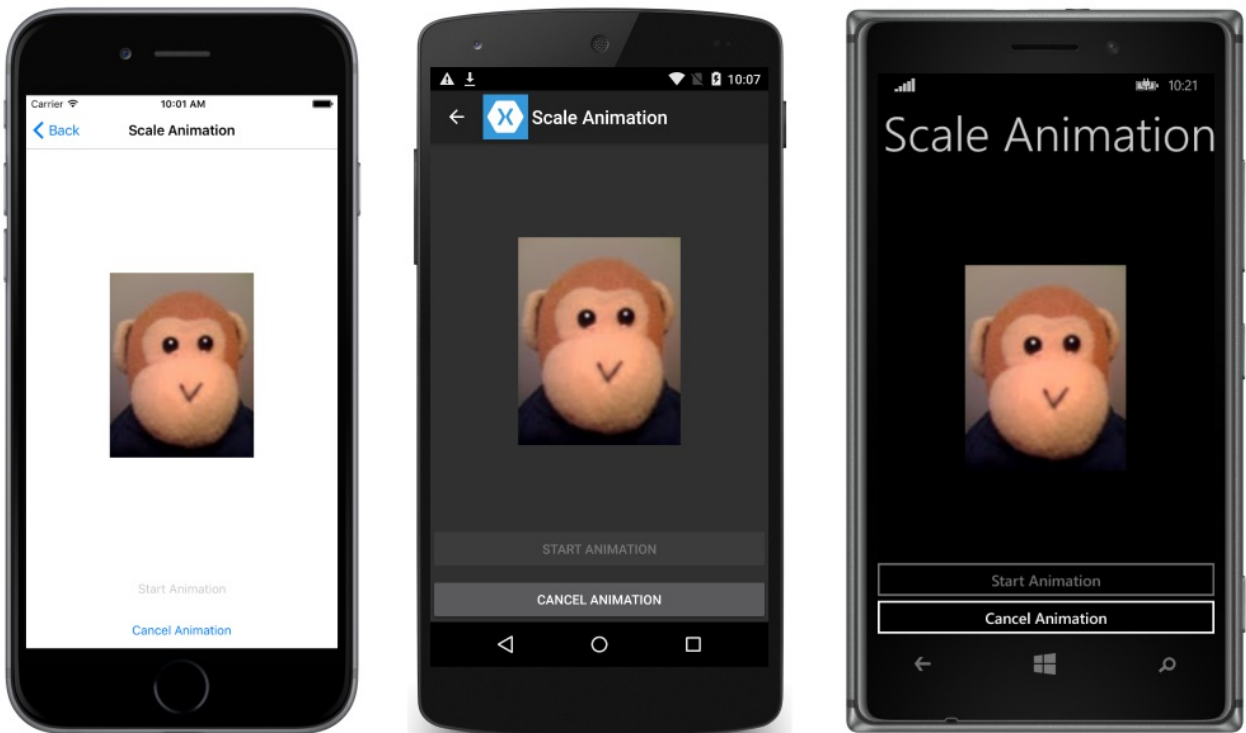 Carrier
10:01 AM
Back
Scale Animation
Start Animation
Cancel Animation
10:07
Scale Animation
START ANIMATION
CANCEL ANIMATION
10:21
Scale Animation
Start Animation
Cancel Animation